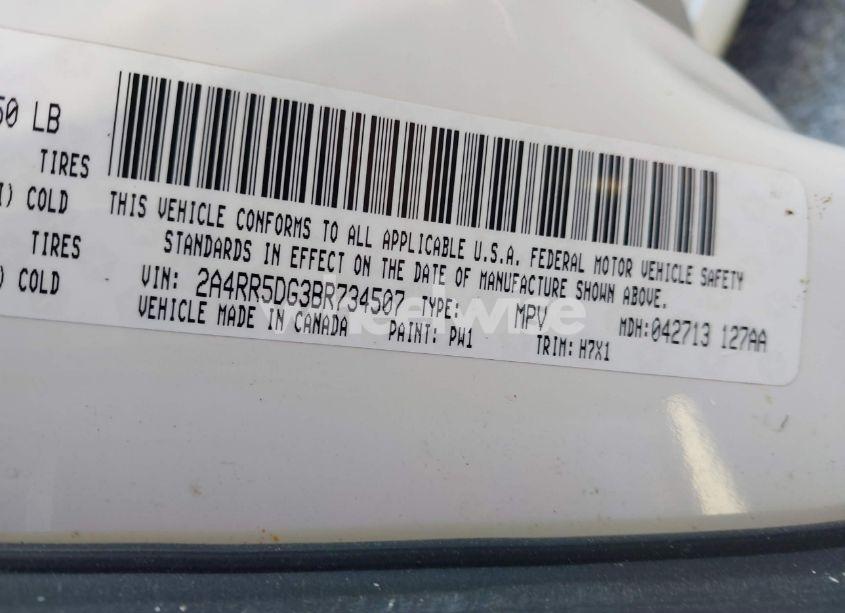 50 LB
TIRES
COLD
TIRES
COLD
THIS VEHICLE CONFORMS TO ALL APPLICABLE U.S.A. FEDERAL MOTOR VEHICLE SAFETY
STANDARDS IN EFFECT ON THE DATE OF MANUFACTURE SHOWN ABOVE.
VIN: 2A4RR5DG3BR734507 TYPE: MPV MDH:042713 127AA
VEHICLE MADE IN CANADA PAINT: PW1 TRIM: H7X1
wheelwise